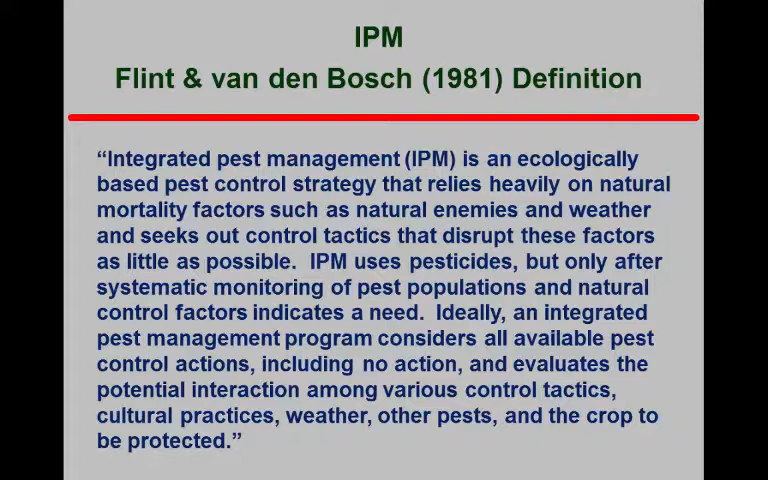 IPM
Flint & van den Bosch (1981) Definition
“Integrated pest management (IPM) is an ecologically
based pest control strategy that relies heavily on natural
mortality factors such as natural enemies and weather
and seeks out control tactics that disrupt these factors
as little as possible.  IPM uses pesticides, but only after
systematic monitoring of pest populations and natural
control factors indicates a need.  Ideally, an integrated
pest management program considers all available pest
control actions, including no action, and evaluates the
potential interaction among various control tactics,
cultural practices, weather, other pests, and the crop to
be protected.”